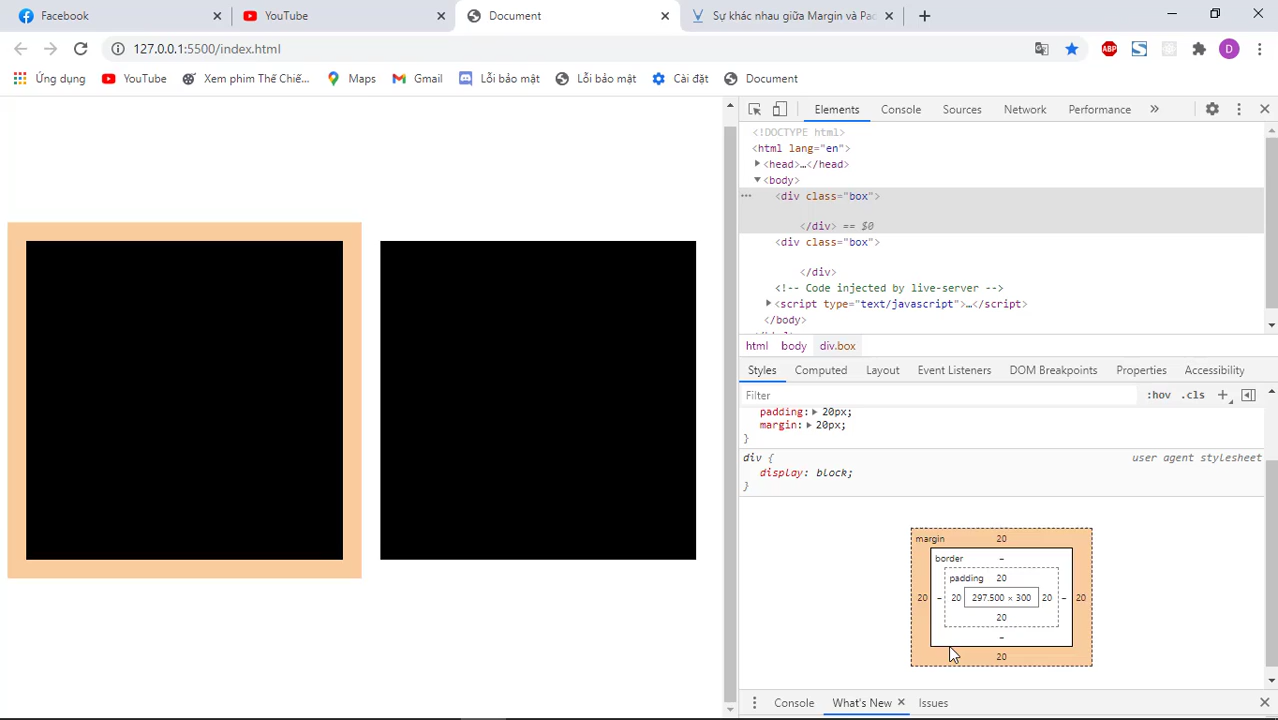 Facebook
YouTube
Document
Sự khác nhau giữa Margin và Pad
127.0.0.1:5500/index.html
ABP
S
D
Ứng dụng
YouTube
Xem phim Thế Chiế...
Maps
Gmail
Lỗi bảo mật
Lỗi bảo mật
Cài đặt
Document
Elements
Console
Sources
Network
Performance
<!DOCTYPE html>
<html lang="en">
<head>…</head>
<body>
<div class="box">
</div> == $0
<div class="box">
</div>
<!-- Code injected by live-server -->
<script type="text/javascript">…</script>
</body>
html body div.box
Styles Computed Layout Event Listeners DOM Breakpoints Properties Accessibility
Filter
:hov .cls
padding: 20px;
margin: 20px;
}
div {
user agent stylesheet
display: block;
}
margin 20
border –
padding 20
20 – 20 297.500 × 300 20 – 20
20
–
20
Console What's New Issues